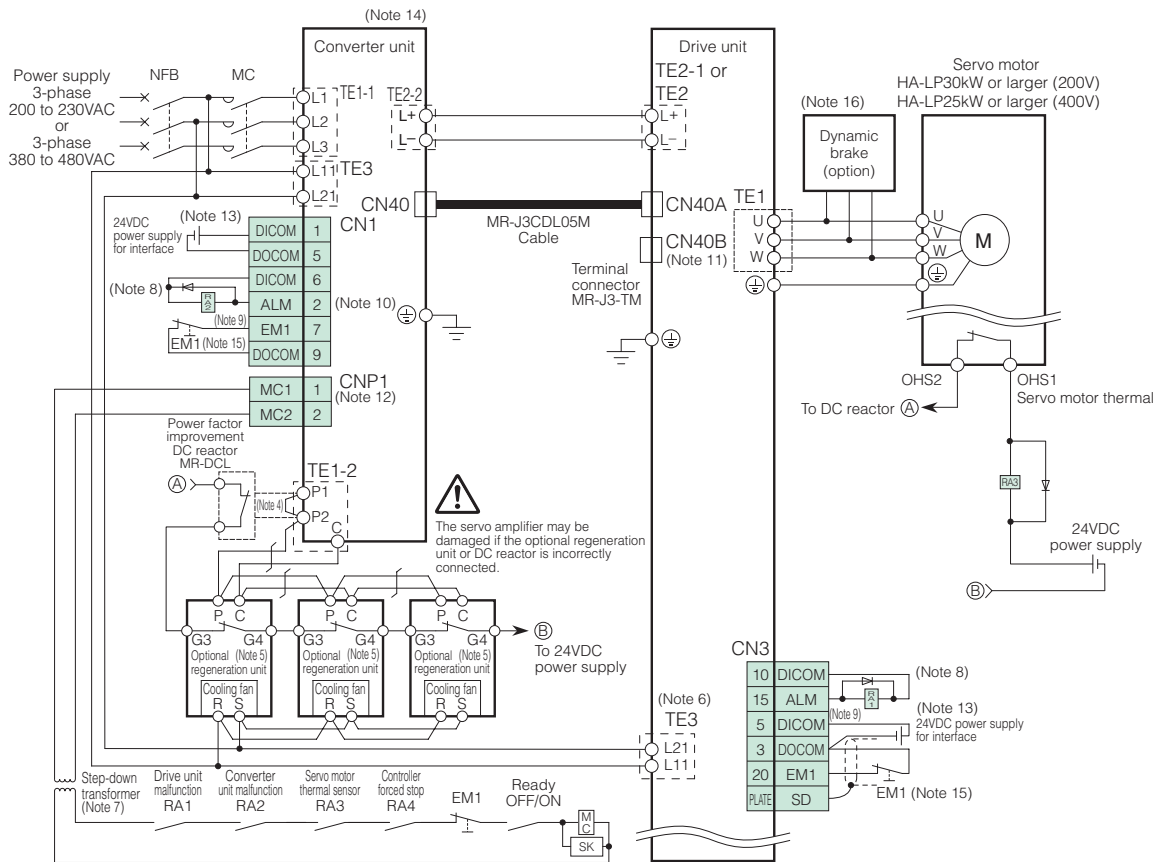 (Note 14)
Converter unit
Drive unit
Power supply
3-phase
200 to 230VAC
or
3-phase
380 to 480VAC
NFB
MC
L1
TE1-1
L2
L3
L11
TE3
L21
TE2-2
L+
L−
TE2-1 or
TE2
L+
L−
Servo motor
HA-LP30kW or larger (200V)
HA-LP25kW or larger (400V)
(Note 16)
Dynamic
brake
(option)
CN40
MR-J3CDL05M
Cable
CN40A
CN40B
(Note 11)
Terminal
connector
MR-J3-TM
TE1
U
V
W
U
V
W
M
(Note 13)
24VDC
power supply
for interface
CN1
DICOM 1
DOCOM 5
DICOM 6
ALM 2
EM1 7
DOCOM 9
(Note 8)
RA2
(Note 10)
(Note 9)
EM1 (Note 15)
MC1 1
MC2 2
CNP1
(Note 12)
OHS2
OHS1
Servo motor thermal
To DC reactor A
RA3
24VDC
power supply
B
Power factor
improvement
DC reactor
MR-DCL
A
(Note 4)
TE1-2
P1
P2
C
The servo amplifier may be
damaged if the optional regeneration
unit or DC reactor is incorrectly
connected.
P C
P C
P C
G3 G4
G3 G4
G3 G4
Optional (Note 5)
regeneration unit
Optional (Note 5)
regeneration unit
Optional (Note 5)
regeneration unit
Cooling fan
Cooling fan
Cooling fan
R S
R S
R S
B
To 24VDC
power supply
(Note 6)
TE3
L21
L11
CN3
10 DICOM
15 ALM
5 DICOM
3 DOCOM
20 EM1
PLATE SD
(Note 8)
RA1
(Note 9)
(Note 13)
24VDC power supply
for interface
EM1 (Note 15)
Step-down
transformer
(Note 7)
Drive unit
malfunction
RA1
Converter
unit malfunction
RA2
Servo motor
thermal sensor
RA3
Controller
forced stop
RA4
EM1
Ready
OFF/ON
MC
SK